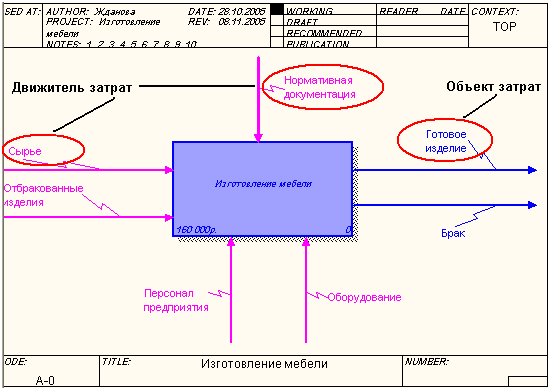 SED AT:
AUTHOR: Жданова
DATE: 28.10.2005
WORKING
READER
DATE
CONTEXT:
PROJECT: Изготовление
мебели
REV: 08.11.2005
DRAFT
TOP
RECOMMENDED
NOTES: 1 2 3 4 5 6 7 8 9 10
PUBLICATION
Движитель затрат
Нормативная
документация
Объект затрат
Сырье
Готовое
изделие
Отбракованные
изделия
Изготовление мебели
160 000р.
0
Брак
Персонал
предприятия
Оборудование
ODE:
TITLE:
Изготовление мебели
NUMBER:
A-0